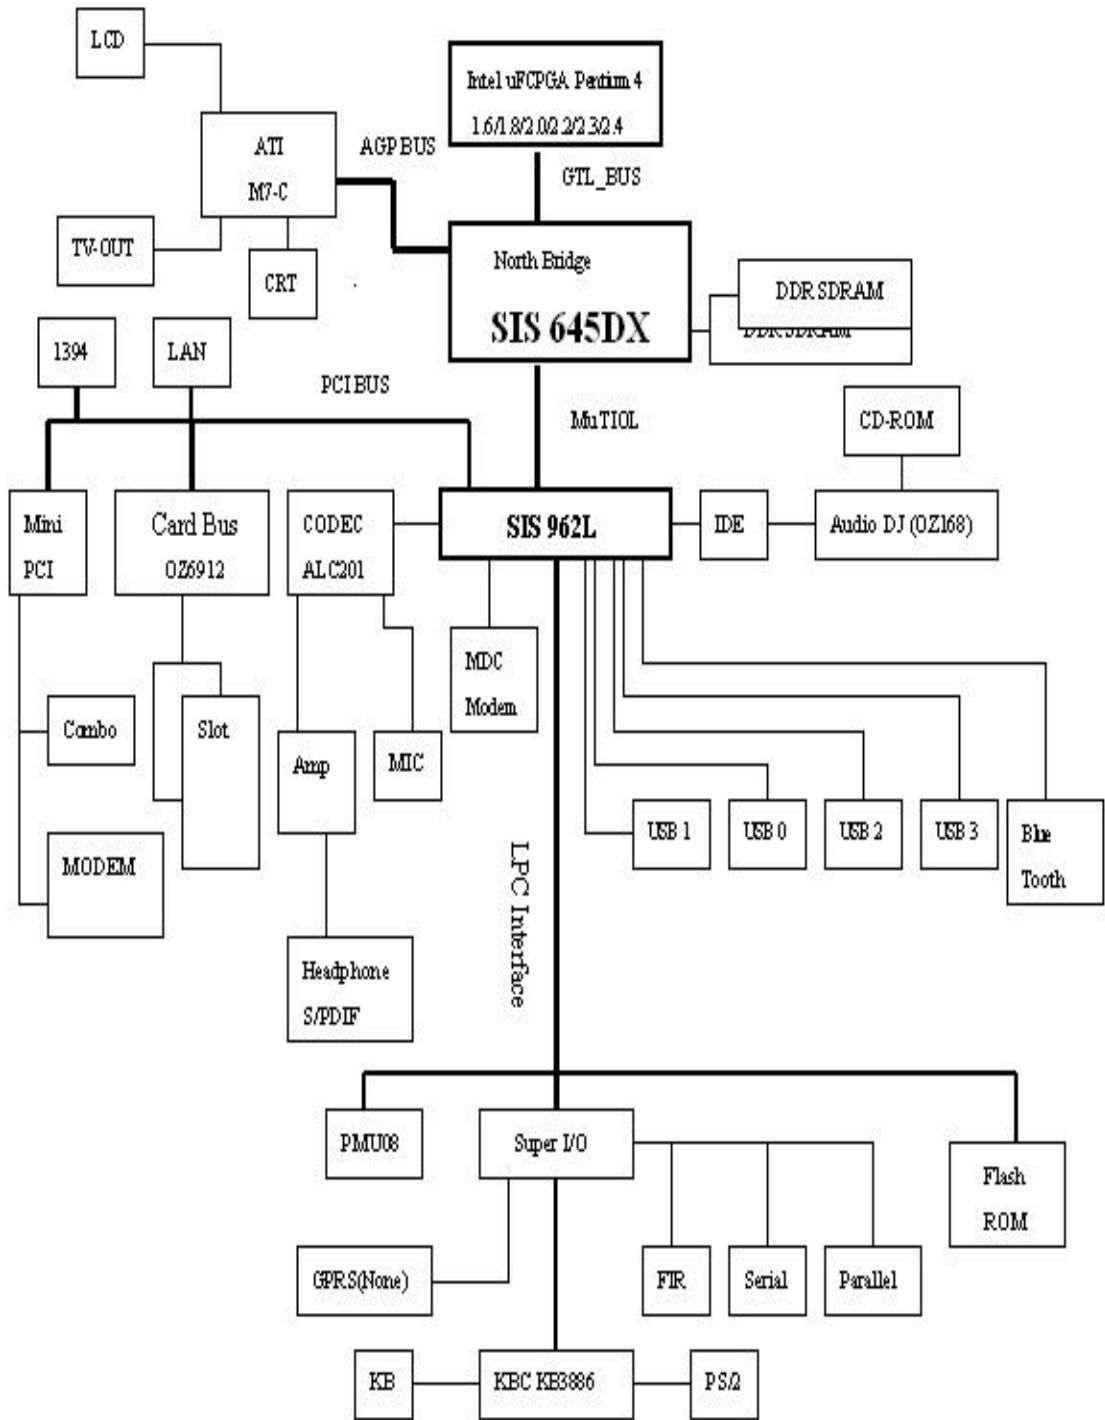 LCD
Intel uFCPGA Pentium 4
1.6/1.8/2.0/2.2/2.3/2.4
ATI
M7-C
AGP BUS
GTL_BUS
TV-OUT
CRT
North Bridge
SIS 645DX
DDR SDRAM
DDR SDRAM
1394
LAN
PCI BUS
MuTIOL
CD-ROM
Mini
PCI
Card Bus
OZ6912
CODEC
ALC201
SIS 962L
IDE
Audio DJ (OZ168)
MDC
Modem
Combo
Slot
Amp
MIC
USB 1
USB 0
USB 2
USB 3
Blue
Tooth
MODEM
LPC Interface
Headphone
S/PDIF
PMU08
Super I/O
Flash
ROM
GPRS(None)
FIR
Serial
Parallel
KB
KBC KB3886
PS/2